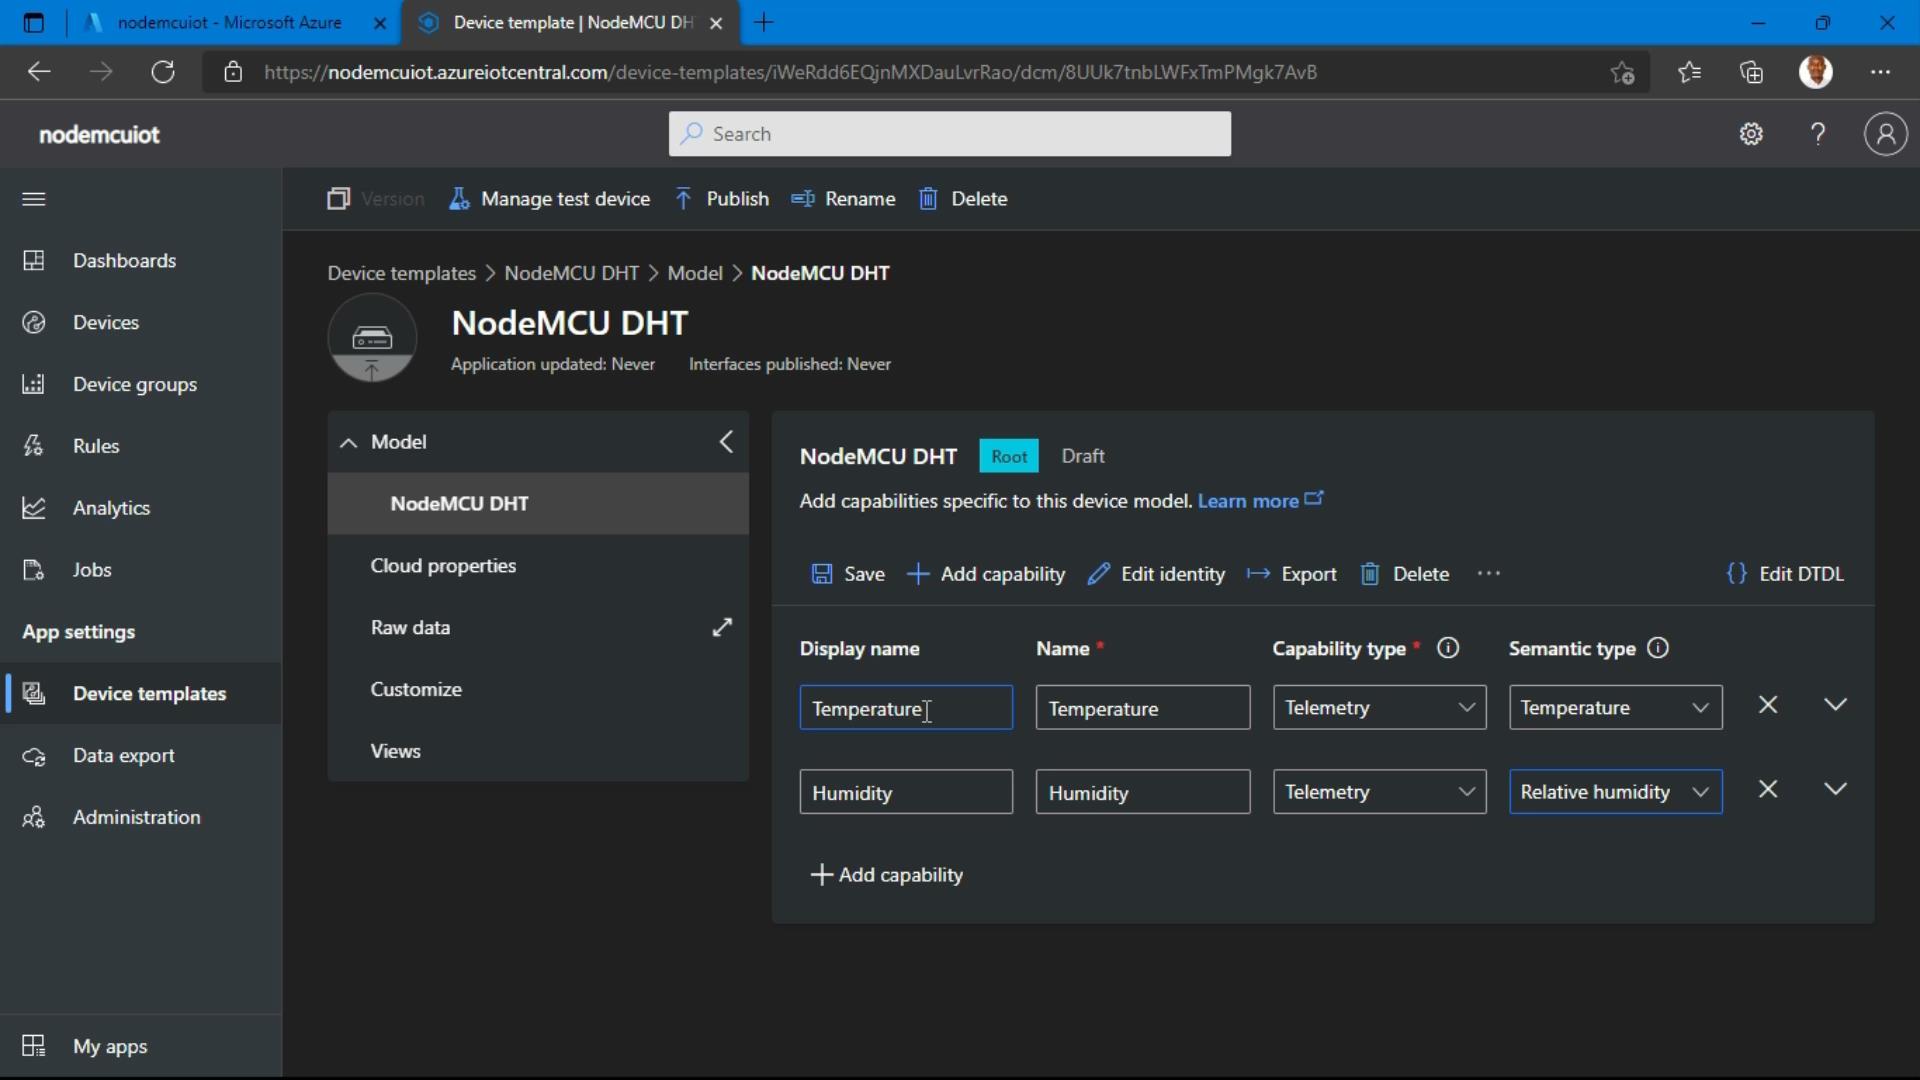 nodemcuiot - Microsoft Azure
Device template | NodeMCU DH
https://nodemcuiot.azureiotcentral.com/device-templates/iWeRdd6EQjnMXDauLvrRao/dcm/8UUk7tnbLWFxTmPMgk7AvB
nodemcuiot
Search
?
Version
Manage test device
Publish
Rename
Delete
Dashboards
Devices
Device groups
Rules
Analytics
Jobs
App settings
Device templates
Data export
Administration
My apps
Device templates > NodeMCU DHT > Model > NodeMCU DHT
NodeMCU DHT
Application updated: Never Interfaces published: Never
Model
NodeMCU DHT
Cloud properties
Raw data
Customize
Views
NodeMCU DHT Root Draft
Add capabilities specific to this device model. Learn more
Save
Add capability
Edit identity
Export
Delete
...
{} Edit DTDL
Display name Name * Capability type * Semantic type
Temperature Temperature Telemetry Temperature
Humidity Humidity Telemetry Relative humidity
+ Add capability